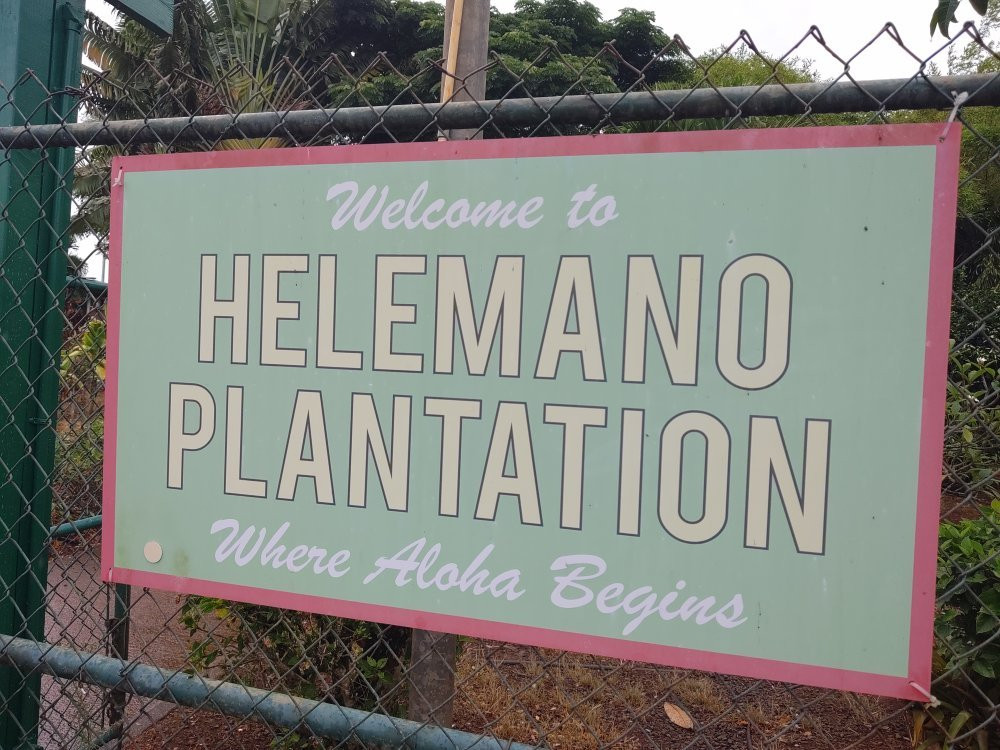 Welcome to
HELEMANO
PLANTATION
Where Aloha Begins